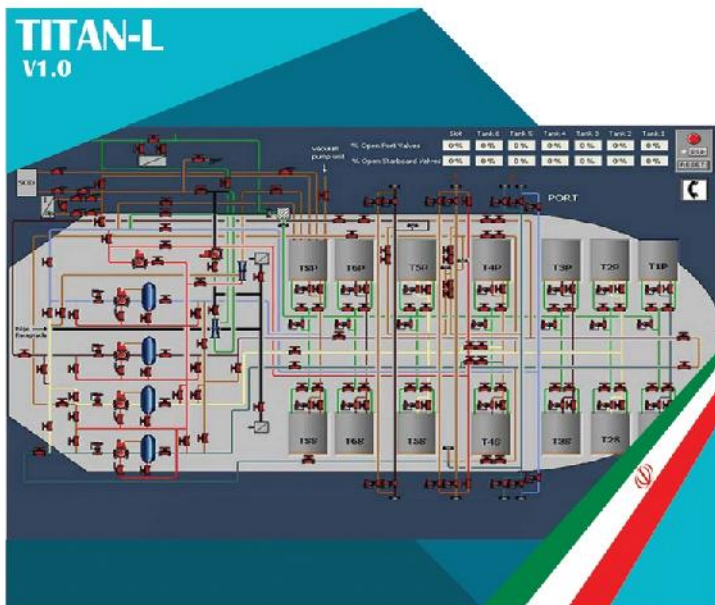 TITAN-L
V1.0
Slot Tank 6 Tank 5 Tank 4 Tank 3 Tank 2 Tank 1
% Open Port Valves 0% 0% 0% 0% 0% 0% 0%
% Open Starboard Valves 0% 0% 0% 0% 0% 0% 0%
RESET
vacuum
pump unit
PORT
T6P T5P T4P T3P T2P T1P
T6S T5S T4S T3S T2S